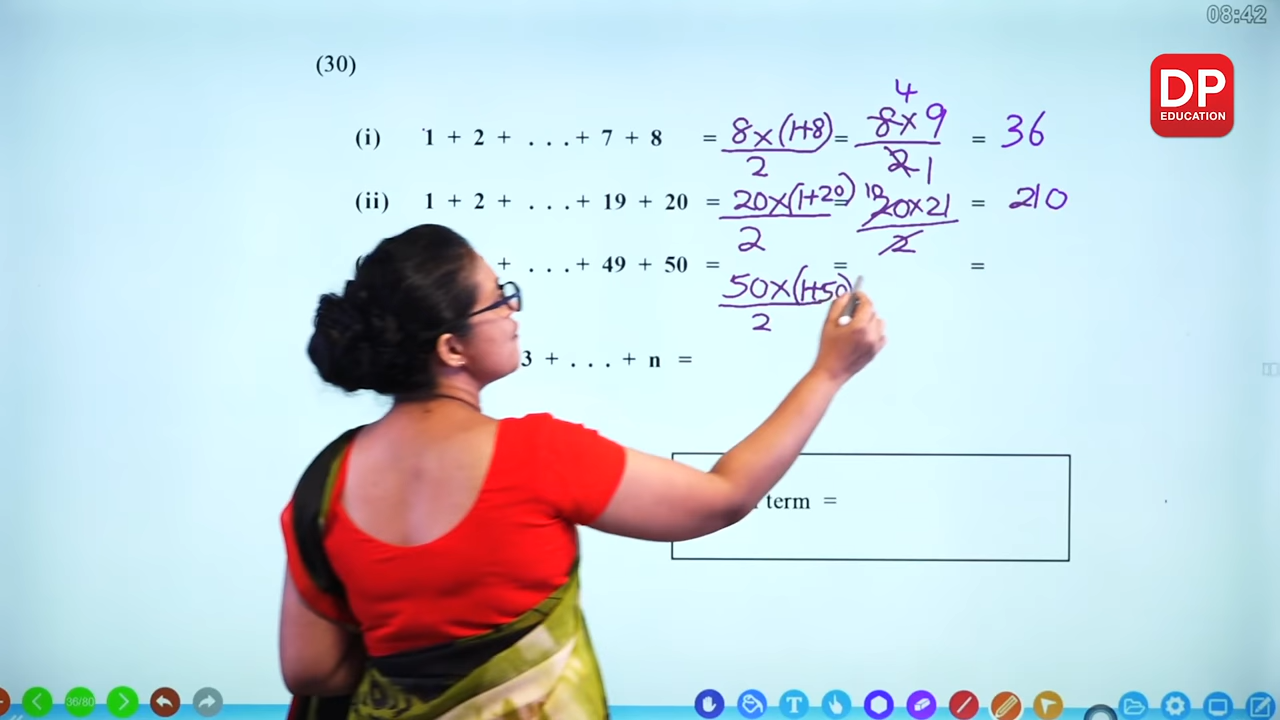 08:42
DP
EDUCATION
(30)
(i) 1 + 2 + . . . + 7 + 8 = 8×(1+8)/2 = 8×9/2 4 1 = 36
(ii) 1 + 2 + . . . + 19 + 20 = 20×(1+20)/2 = 20×21/2 10 = 210
+ . . . + 49 + 50 = 50×(1+50)/2 = =
3 + . . . + n =
term =
36/80
T